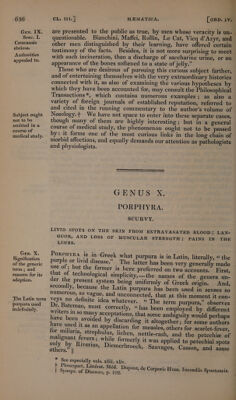 636 CL. III.] HÆMATICA. [ORD. IV.
GEN. IX.
Spec. I.
Catacausis
ebriosa.
Authorities
appealed to.
are presented to the public as true, by men whose veracity is un-
questionable. Bianchini, Maffei, Rollis, Le Cat, Vicq d'Azyr, and
other men distinguished by their learning, have offered certain
testimony of the facts. Besides, it is not more surprising to meet
with such incineration, than a discharge of saccharine urine, or an
appearance of the bones softened to a state of jelly."
Those who are desirous of pursuing this curious subject farther,
and of entertaining themselves with the very extraordinary histories
connected with it, as also of examining the various hypotheses by
which they have been accounted for, may consult the Philosophical
Transactions*, which contains numerous examples; as also a
variety of foreign journals of established reputation, referred to
and cited in the running commentary to the author's volume of
Nosology.†
Subject ought
not to be
omitted in a
course of
medical study.
We have not space to enter into these separate cases,
though many of them are highly interesting; but in a general
course of medical study, the phenomenon ought not to be passed
by: it forms one of the most curious links in the long chain of
morbid affection, and equally demands our attention as pathologists
and physiologists.
GENUS X.
PORPHYRA.
SCURVY.
LIVID SPOTS ON THE SKIN FROM EXTRAVASATED BLOOD; LAN-
GUOR, AND LOSS OF MUSCULAR STRENGTH; PAINS IN THE
LIMBS.
GEN. X.
Signification
of the generic
term; and
reasons for its
adoption.
PORPHYRA is in Greek what purpura is in Latin, literally, "the
purple or livid disease." The latter has been very generally made
use of; but the former is here preferred on two accounts. First,
that of technological simplicity,—the names of the genera un-
der the present system being uniformly of Greek origin. And,
secondly, because the Latin purpura has been used in senses so
numerous, so vague, and unconnected, that at this moment it con-
veys no definite idea whatever.
The Latin term
purpura used
indefinitely.
"The term purpura," observes
Dr. Bateman, most correctly, "has been employed by different
writers in so many acceptations, that some ambiguity would perhaps
have been avoided by discarding it altogether; for some authors
have used it as an appellation for measles, others for scarlet-fever,
for miliaria, strophulus, lichen, nettle-rash, and the petechiæ of
malignant fevers; while formerly it was applied to petechial spots
only by Riverius, Diemerbroeck, Sauvages, Cusson, and some
others."‡
* See especially vols. xliii. xliv.
† Plouquet, Literat. Méd. Digest. de Corporis Hum. Incendiis Spontaneis.
‡ Synops. of Diseases, p. 103.